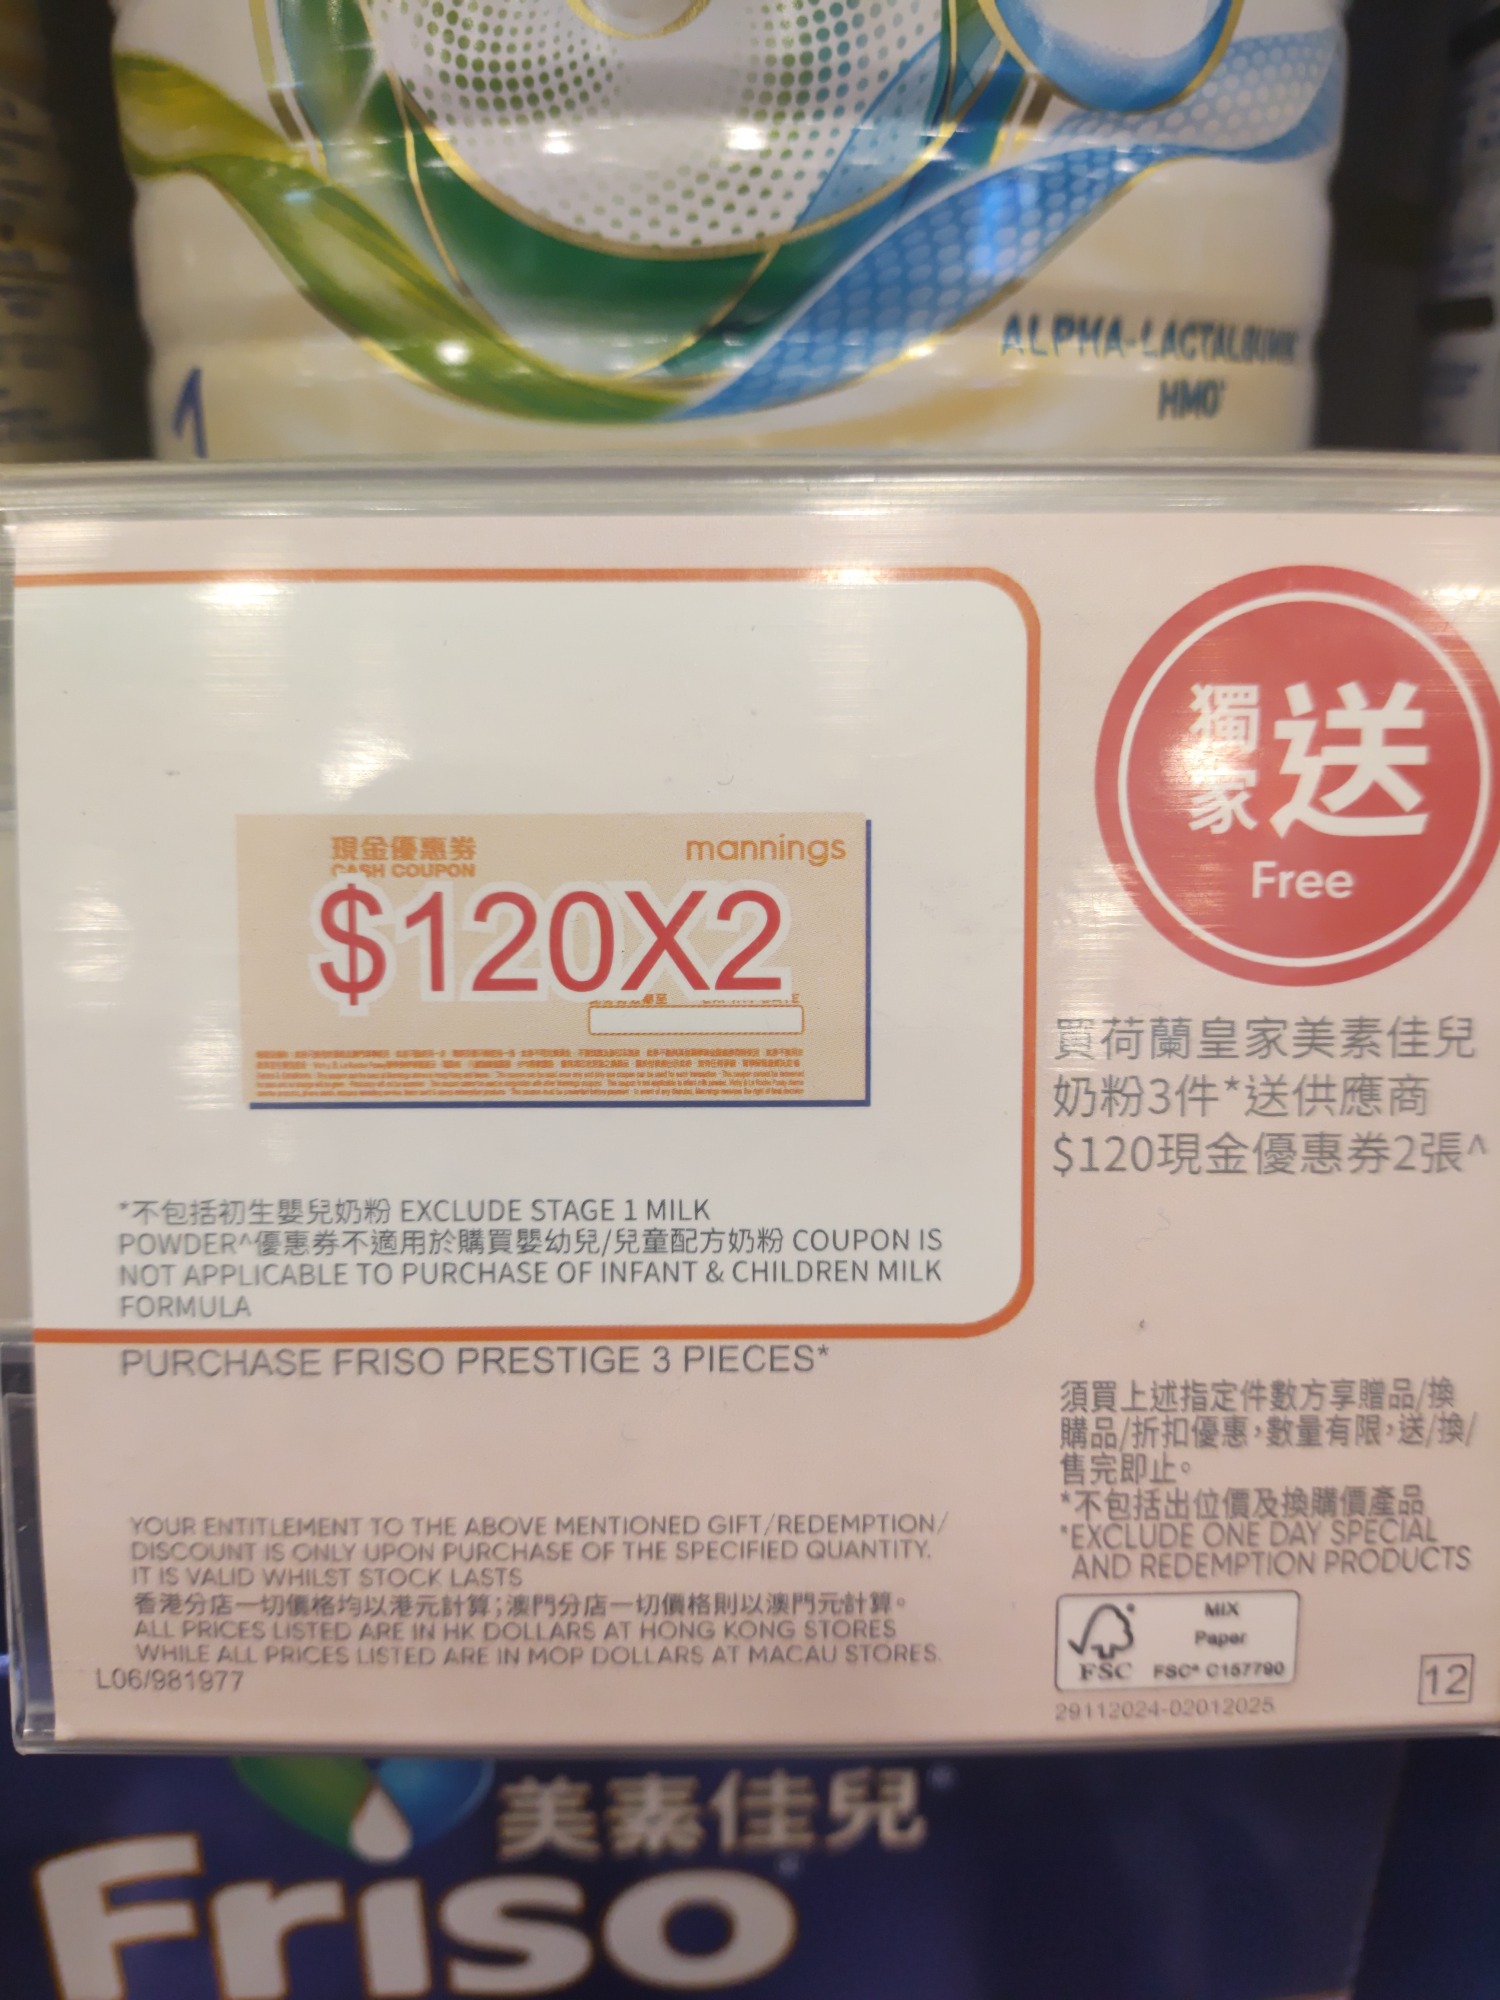 1
ALPHA-LACTALBUMIN
HMO
獨家送
Free
現金優惠券
mannings
CASH COUPON
$120X2
買荷蘭皇家美素佳兒
奶粉3件*送供應商
$120現金優惠券2張^
*不包括初生嬰兒奶粉 EXCLUDE STAGE 1 MILK
POWDER^優惠券不適用於購買嬰幼兒/兒童配方奶粉 COUPON IS
NOT APPLICABLE TO PURCHASE OF INFANT & CHILDREN MILK
FORMULA
PURCHASE FRISO PRESTIGE 3 PIECES*
須買上述指定件數方享贈品/換
購品/折扣優惠，數量有限，送/換/
售完即止。
*不包括出位價及換購價產品
*EXCLUDE ONE DAY SPECIAL
AND REDEMPTION PRODUCTS
YOUR ENTITLEMENT TO THE ABOVE MENTIONED GIFT/REDEMPTION/
DISCOUNT IS ONLY UPON PURCHASE OF THE SPECIFIED QUANTITY.
IT IS VALID WHILST STOCK LASTS
香港分店一切價格均以港元計算；澳門分店一切價格則以澳門元計算。
ALL PRICES LISTED ARE IN HK DOLLARS AT HONG KONG STORES
WHILE ALL PRICES LISTED ARE IN MOP DOLLARS AT MACAU STORES.
L06/981977
MIX
Paper
FSC
FSC® C157790
29112024-02012025
12
美素佳兒®
Friso®